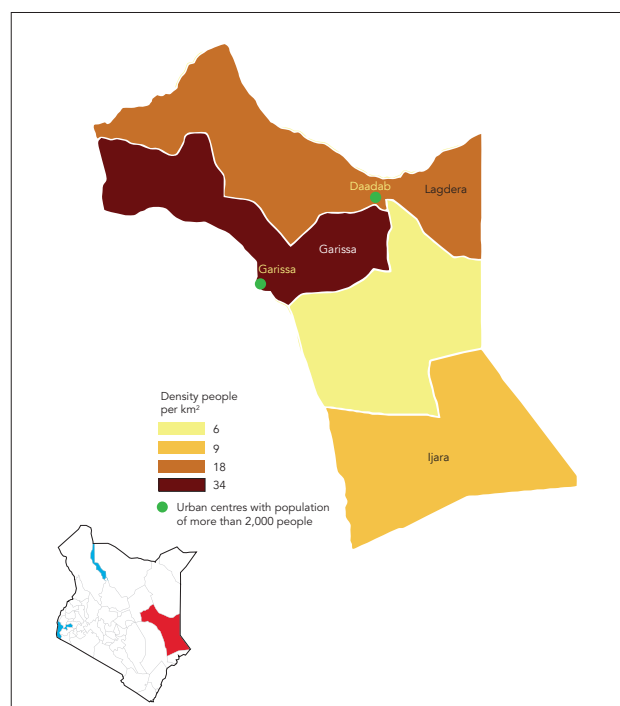 Daadab
Lagdera
Garissa
Garissa
Density people
per km²
6
9
18
34
Urban centres with population
of more than 2,000 people
Ijara